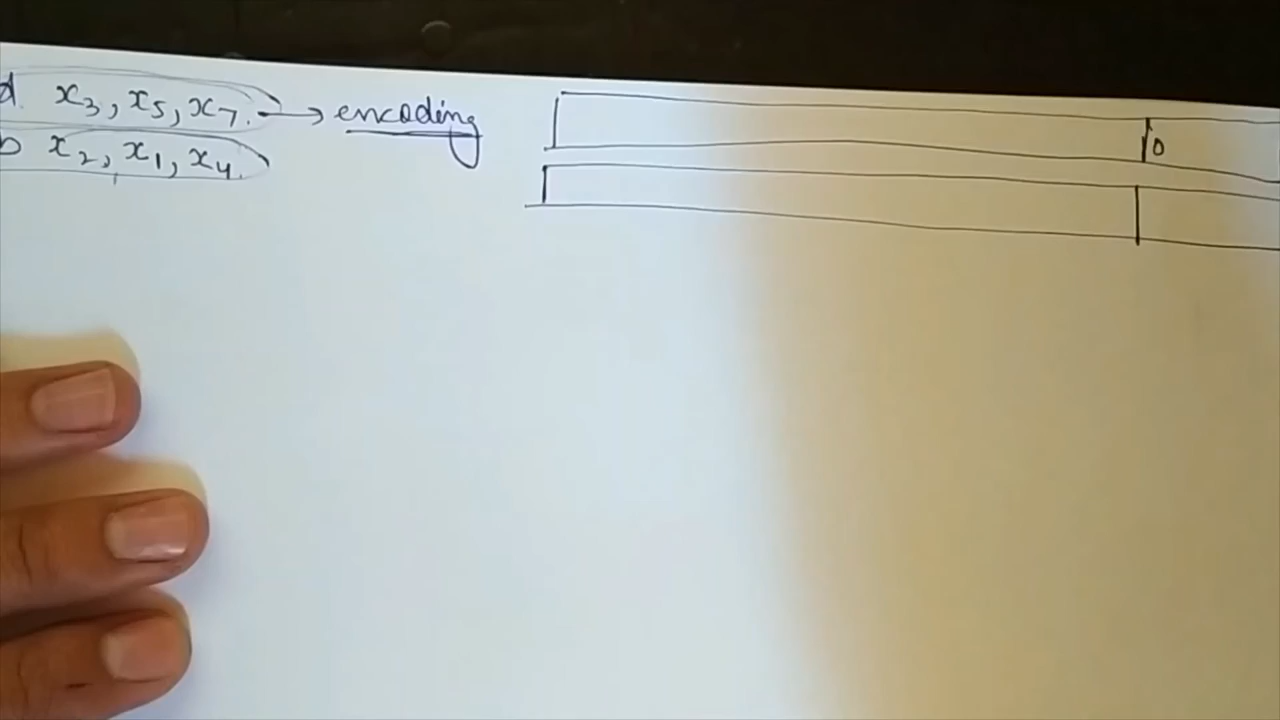 d x₃, x₅, x₇. → encoding
b x₂, x₁, x₄.
0